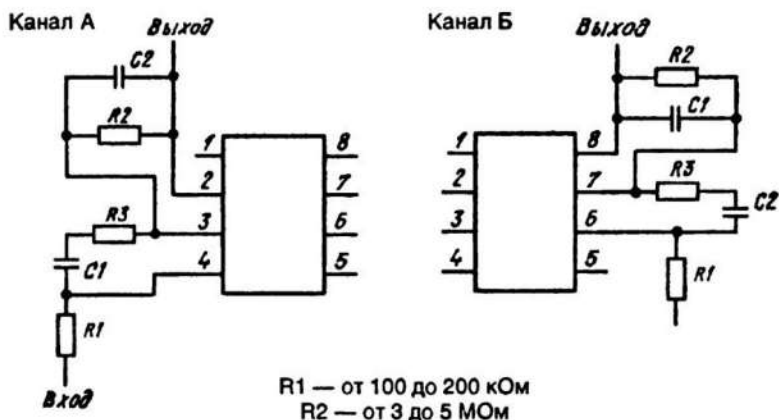 Канал А
Канал Б
Выход
Выход
C2
R2
R2
C1
1
8
2
7
3
6
4
5
R3
C1
R1
Вход
1
8
2
7
3
6
4
5
R3
C2
R1
R1 — от 100 до 200 кОм
R2 — от 3 до 5 МОм